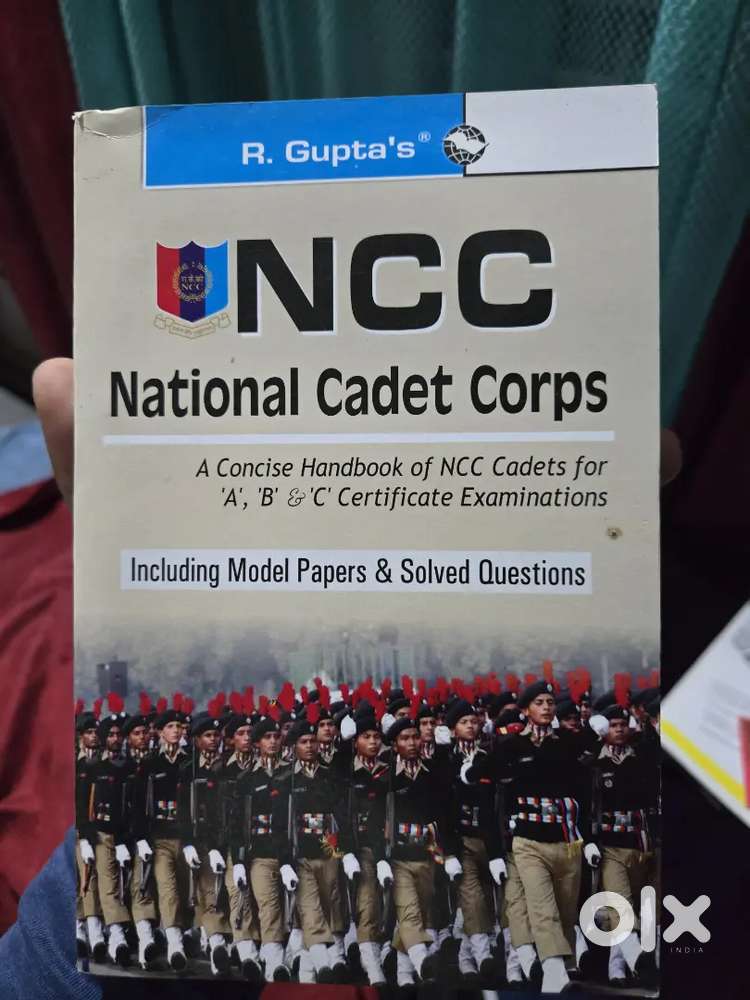 R. Gupta's®
NCC
NCC
National Cadet Corps
A Concise Handbook of NCC Cadets for
'A', 'B' & 'C' Certificate Examinations
Including Model Papers & Solved Questions
olx
INDIA